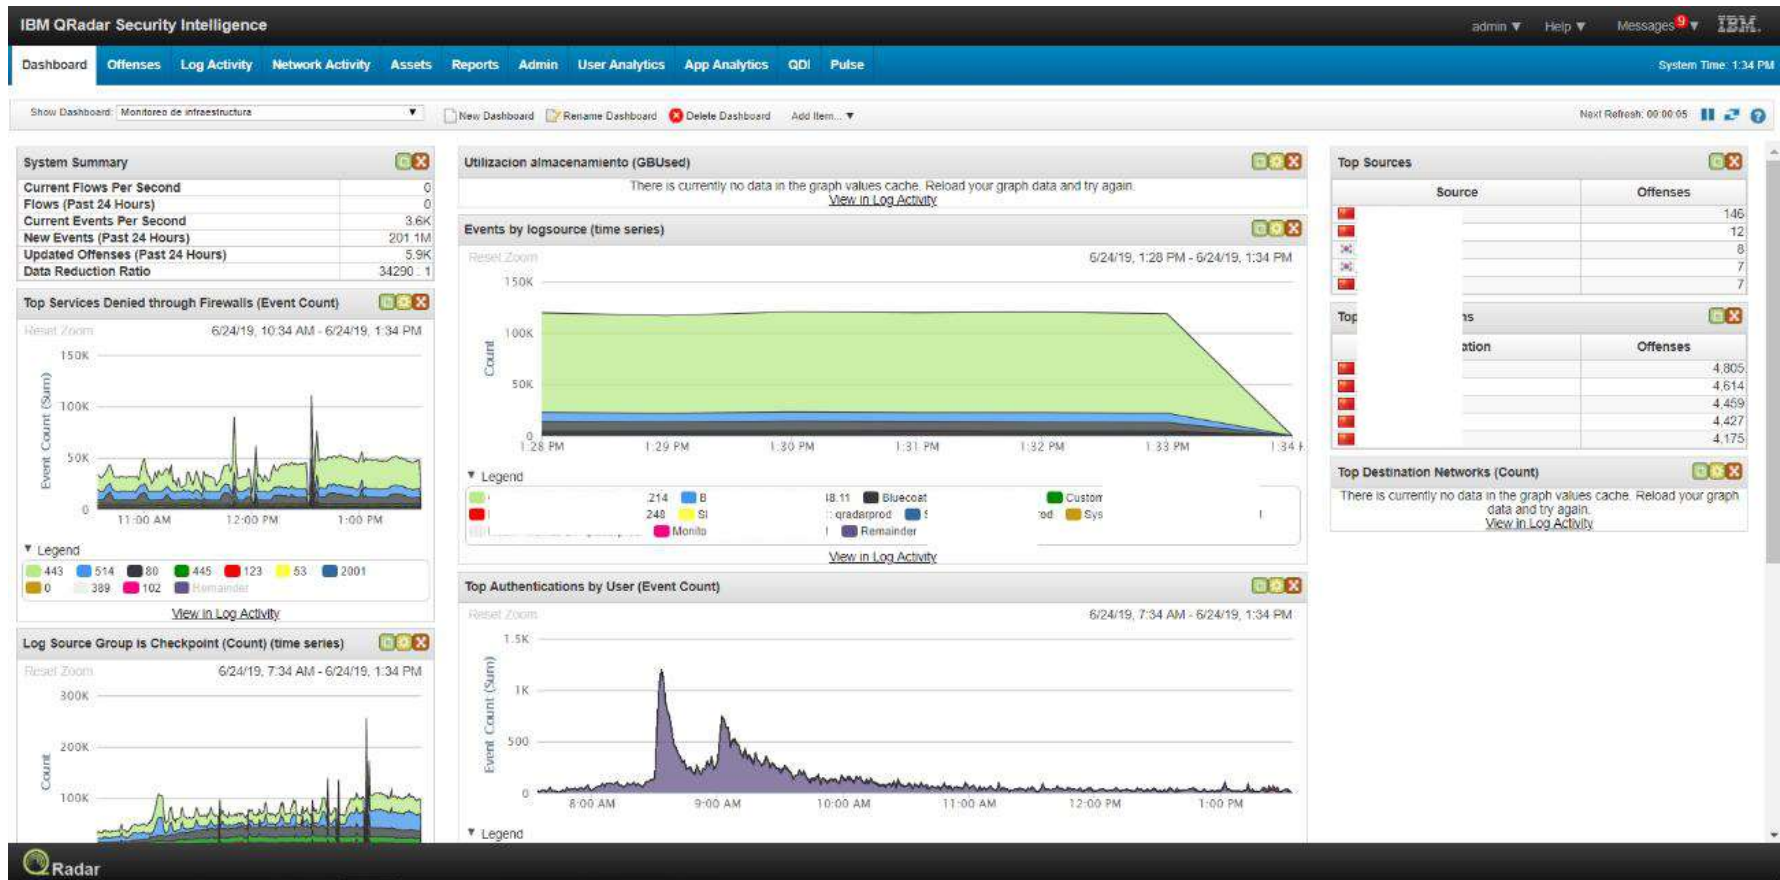 IBM QRadar Security Intelligence
admin ▼ Help ▼ Messages 9 ▼ IBM.
Dashboard Offenses Log Activity Network Activity Assets Reports Admin User Analytics App Analytics QDI Pulse
System Time: 1:34 PM
Show Dashboard: Monitoreo de infraestructura ▼
New Dashboard Rename Dashboard Delete Dashboard Add Item... ▼
Next Refresh: 00:00:05
System Summary
Current Flows Per Second 0
Flows (Past 24 Hours) 0
Current Events Per Second 3.6K
New Events (Past 24 Hours) 201.1M
Updated Offenses (Past 24 Hours) 5.9K
Data Reduction Ratio 34290 : 1
Top Services Denied through Firewalls (Event Count)
Reset Zoom 6/24/19, 10:34 AM - 6/24/19, 1:34 PM
Event Count (Sum)
150K
100K
50K
0
11:00 AM 12:00 PM 1:00 PM
▼ Legend
443 514 80 445 123 53 2001
0 389 102 Remainder
View in Log Activity
Log Source Group is Checkpoint (Count) (time series)
Reset Zoom 6/24/19, 7:34 AM - 6/24/19, 1:34 PM
Count
300K
200K
100K
Utilizacion almacenamiento (GBUsed)
There is currently no data in the graph values cache. Reload your graph data and try again.
View in Log Activity
Events by logsource (time series)
Reset Zoom 6/24/19, 1:28 PM - 6/24/19, 1:34 PM
Count
150K
100K
50K
0
1:28 PM 1:29 PM 1:30 PM 1:31 PM 1:32 PM 1:33 PM 1:34
▼ Legend
.214 B 18.11 Bluecoat Custom
248 SI : qradarprod od Sys
Monito Remainder
View in Log Activity
Top Authentications by User (Event Count)
Reset Zoom 6/24/19, 7:34 AM - 6/24/19, 1:34 PM
Event Count (Sum)
1.5K
1K
500
0
8:00 AM 9:00 AM 10:00 AM 11:00 AM 12:00 PM 1:00 PM
▼ Legend
Top Sources
Source Offenses
146
12
8
7
7
Top ns
ation Offenses
4,805
4,614
4,459
4,427
4,175
Top Destination Networks (Count)
There is currently no data in the graph values cache. Reload your graph
data and try again.
View in Log Activity
QRadar